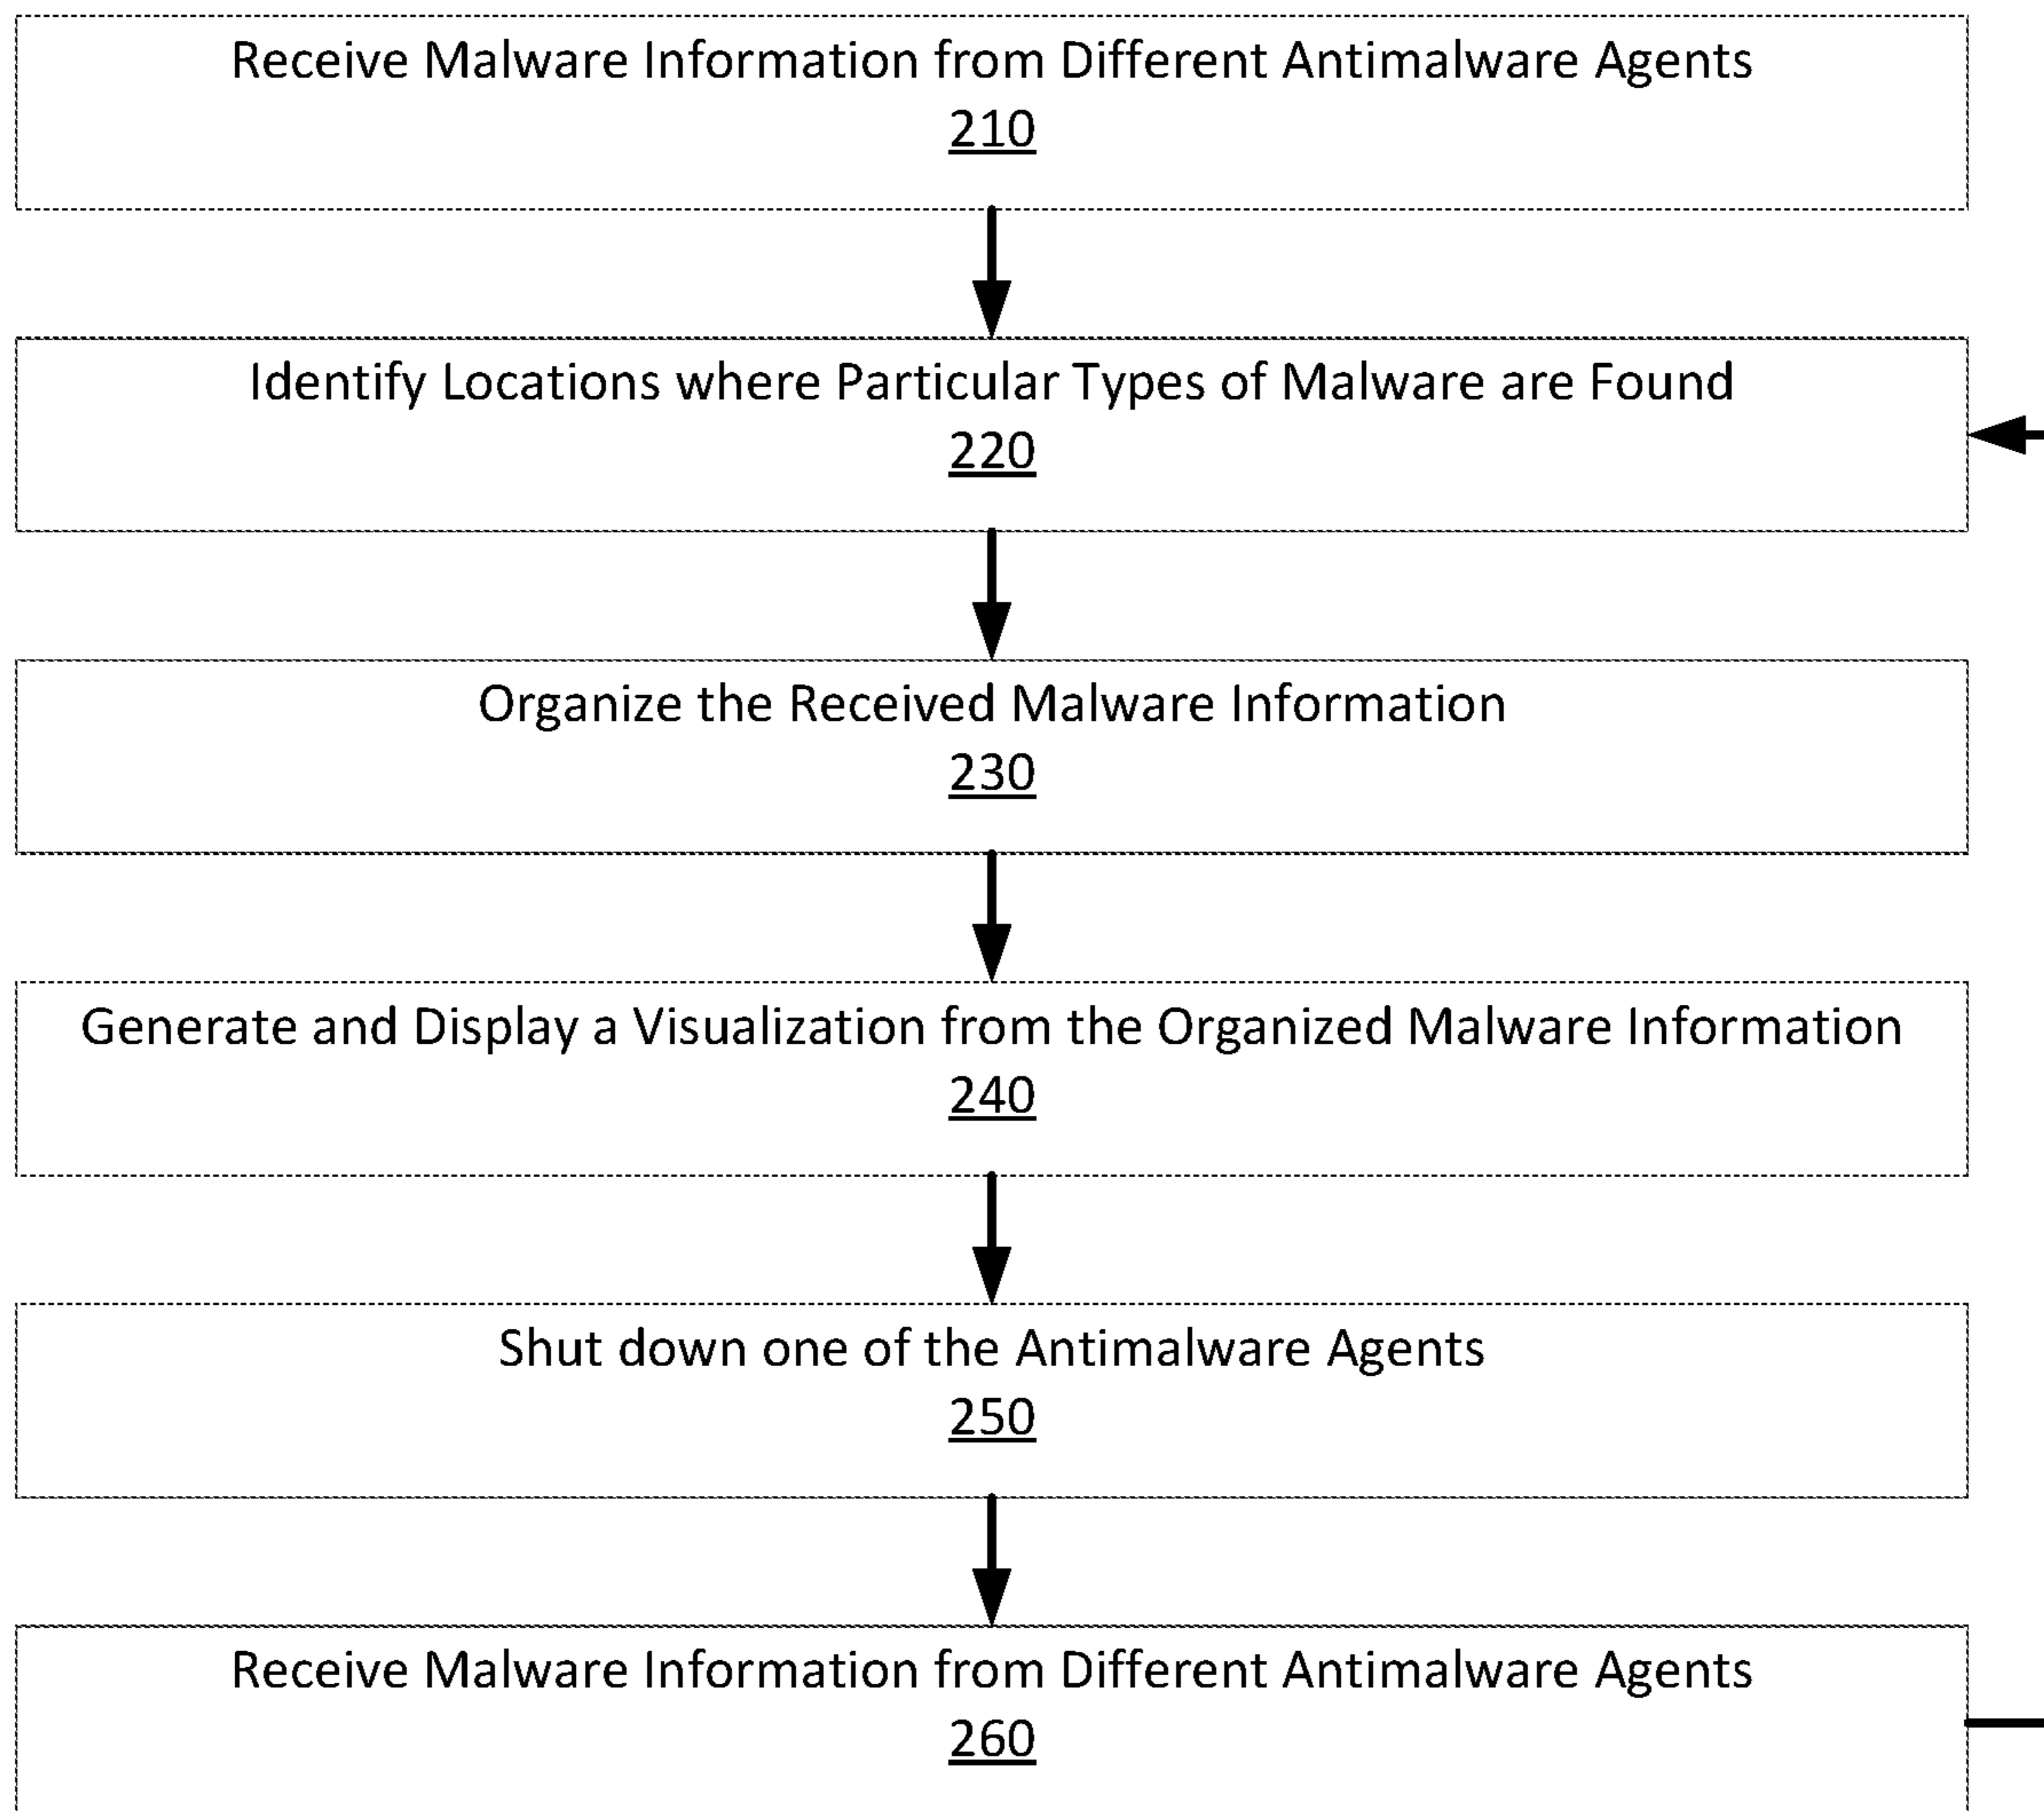 Receive Malware Information from Different Antimalware Agents
210
Identify Locations where Particular Types of Malware are Found
220
Organize the Received Malware Information
230
Generate and Display a Visualization from the Organized Malware Information
240
Shut down one of the Antimalware Agents
250
Receive Malware Information from Different Antimalware Agents
260